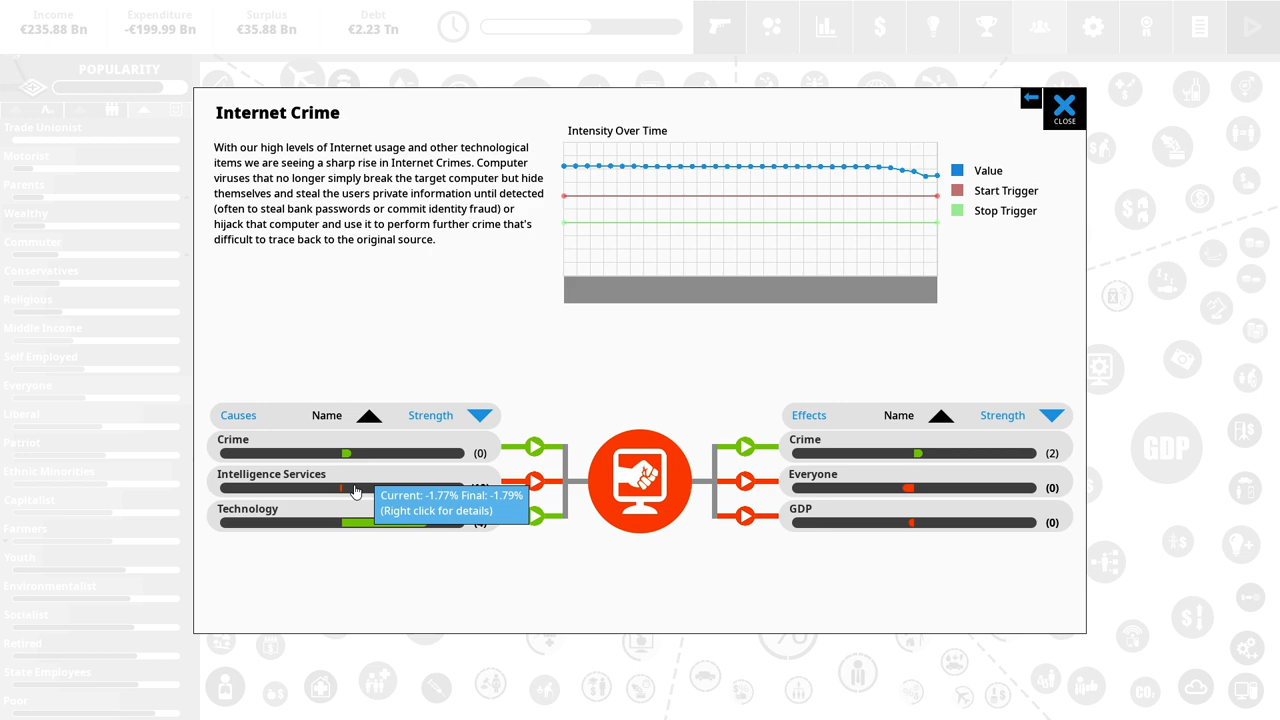 Income
Expenditure
Surplus
Debt
€235.88 Bn
-€199.99 Bn
€35.88 Bn
€2.23 Tn
POPULARITY
Trade Unionist
Motorist
Parents
Wealthy
Commuter
Conservatives
Religious
Middle Income
Self Employed
Everyone
Liberal
Patriot
Ethnic Minorities
Capitalist
Farmers
Youth
Environmentalist
Socialist
Retired
State Employees
Poor
Internet Crime
CLOSE
With our high levels of Internet usage and other technological
items we are seeing a sharp rise in Internet Crimes. Computer
viruses that no longer simply break the target computer but hide
themselves and steal the users private information until detected
(often to steal bank passwords or commit identity fraud) or
hijack that computer and use it to perform further crime that's
difficult to trace back to the original source.
Intensity Over Time
Value
Start Trigger
Stop Trigger
Causes
Name
Strength
Crime
(0)
Intelligence Services
Technology
Current: -1.77% Final: -1.79%
(Right click for details)
Effects
Name
Strength
Crime
(2)
Everyone
(0)
GDP
(0)
GDP
CO₂